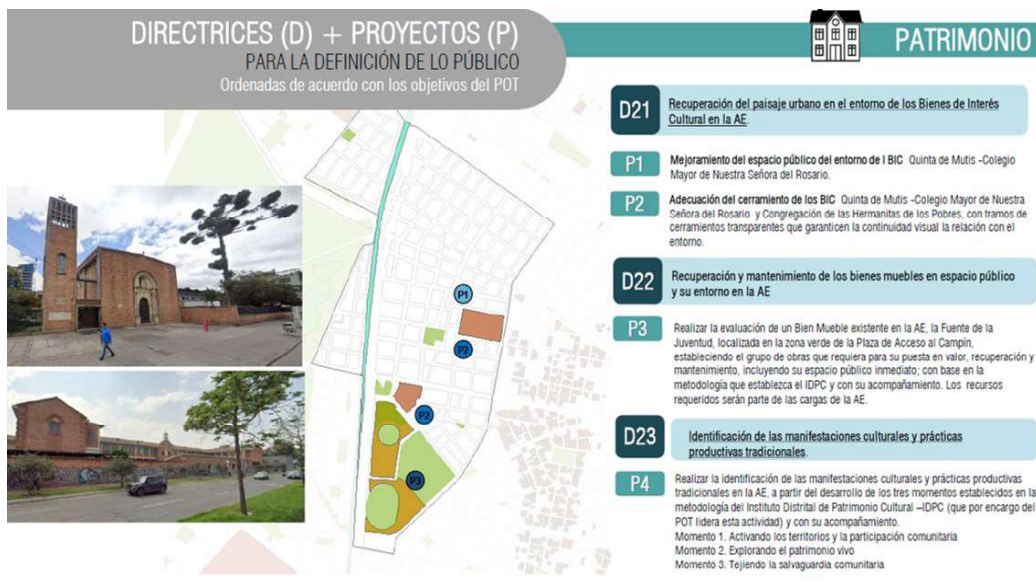 DIRECTRICES (D) + PROYECTOS (P)
PARA LA DEFINICIÓN DE LO PÚBLICO
Ordenadas de acuerdo con los objetivos del POT
PATRIMONIO
D21
Recuperación del paisaje urbano en el entorno de los Bienes de Interés
Cultural en la AE.
P1
Mejoramiento del espacio público del entorno de l BIC Quinta de Mutis -Colegio
Mayor de Nuestra Señora del Rosario.
P2
Adecuación del cerramiento de los BIC Quinta de Mutis -Colegio Mayor de Nuestra
Señora del Rosario y Congregación de las Hermanitas de los Pobres, con tramos de
cerramientos transparentes que garanticen la continuidad visual la relación con el
entorno.
D22
Recuperación y mantenimiento de los bienes muebles en espacio público
y su entorno en la AE
P3
Realizar la evaluación de un Bien Mueble existente en la AE, la Fuente de la
Juventud, localizada en la zona verde de la Plaza de Acceso al Campín,
estableciendo el grupo de obras que requiera para su puesta en valor, recuperación y
mantenimiento, incluyendo su espacio público inmediato; con base en la
metodología que establezca el IDPC y con su acompañamiento. Los recursos
requeridos serán parte de las cargas de la AE.
D23
Identificación de las manifestaciones culturales y prácticas
productivas tradicionales.
P4
Realizar la identificación de las manifestaciones culturales y prácticas productivas
tradicionales en la AE, a partir del desarrollo de los tres momentos establecidos en la
metodología del Instituto Distrital de Patrimonio Cultural –IDPC (que por encargo del
POT lidera esta actividad) y con su acompañamiento.
Momento 1. Activando los territorios y la participación comunitaria
Momento 2. Explorando el patrimonio vivo
Momento 3. Tejiendo la salvaguardia comunitaria
P1
P2
P2
P3